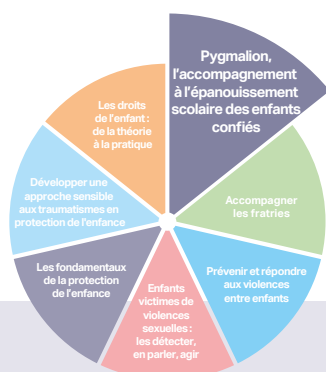 Pygmalion,
l'accompagnement
à l'épanouissement
scolaire des enfants
confiés
Accompagner
les fratries
Prévenir et répondre
aux violences
entre enfants
Enfants
victimes de
violences
sexuelles :
les détecter,
en parler, agir
Les fondamentaux
de la protection
de l'enfance
Développer une
approche sensible
aux traumatismes en
protection de l'enfance
Les droits
de l'enfant :
de la théorie
à la pratique